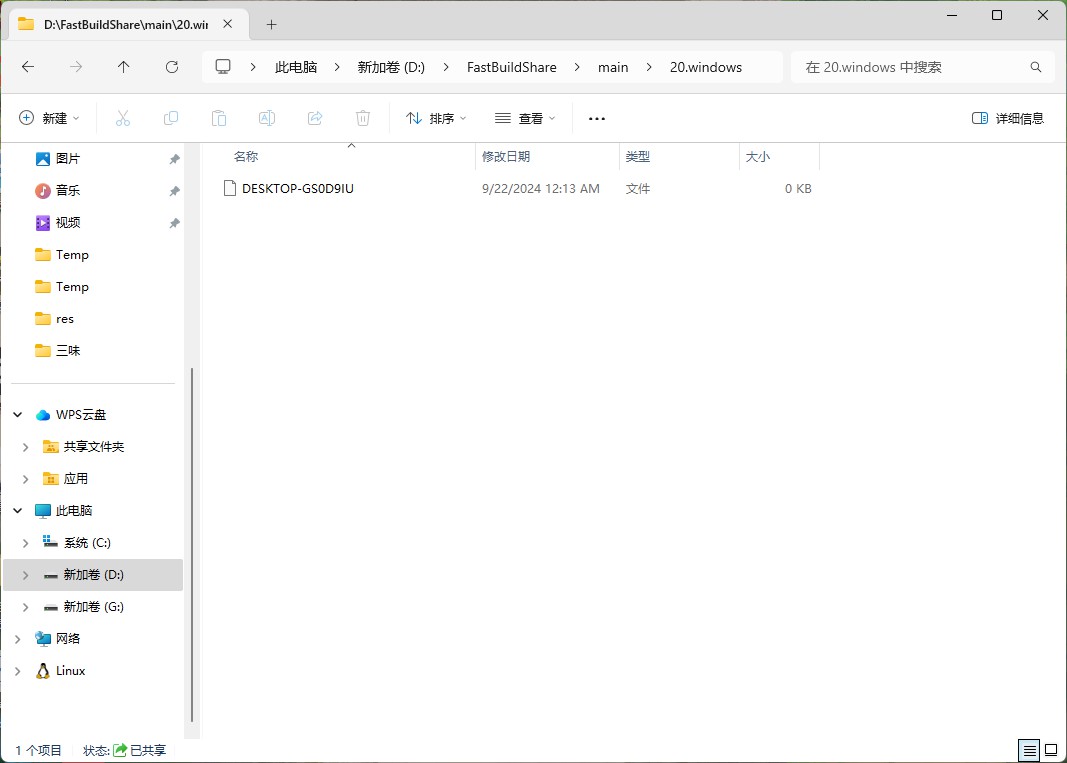 D:\FastBuildShare\main\20.wir
此电脑 新加卷 (D:) FastBuildShare main 20.windows
在 20.windows 中搜索
新建 排序 查看 详细信息
名称 修改日期 类型 大小
DESKTOP-GS0D9IU 9/22/2024 12:13 AM 文件 0 KB
图片
音乐
视频
Temp
Temp
res
三味
WPS云盘
共享文件夹
应用
此电脑
系统 (C:)
新加卷 (D:)
新加卷 (G:)
网络
Linux
1 个项目 状态: 已共享